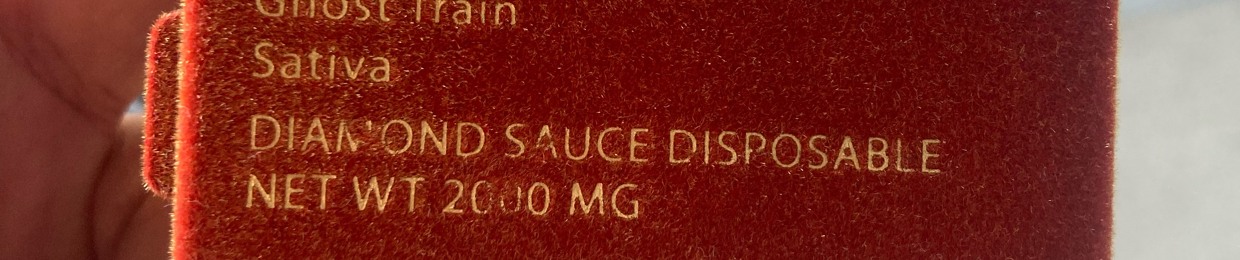 Ghost Train
Sativa
DIAMOND SAUCE DISPOSABLE
NET WT 2000 MG